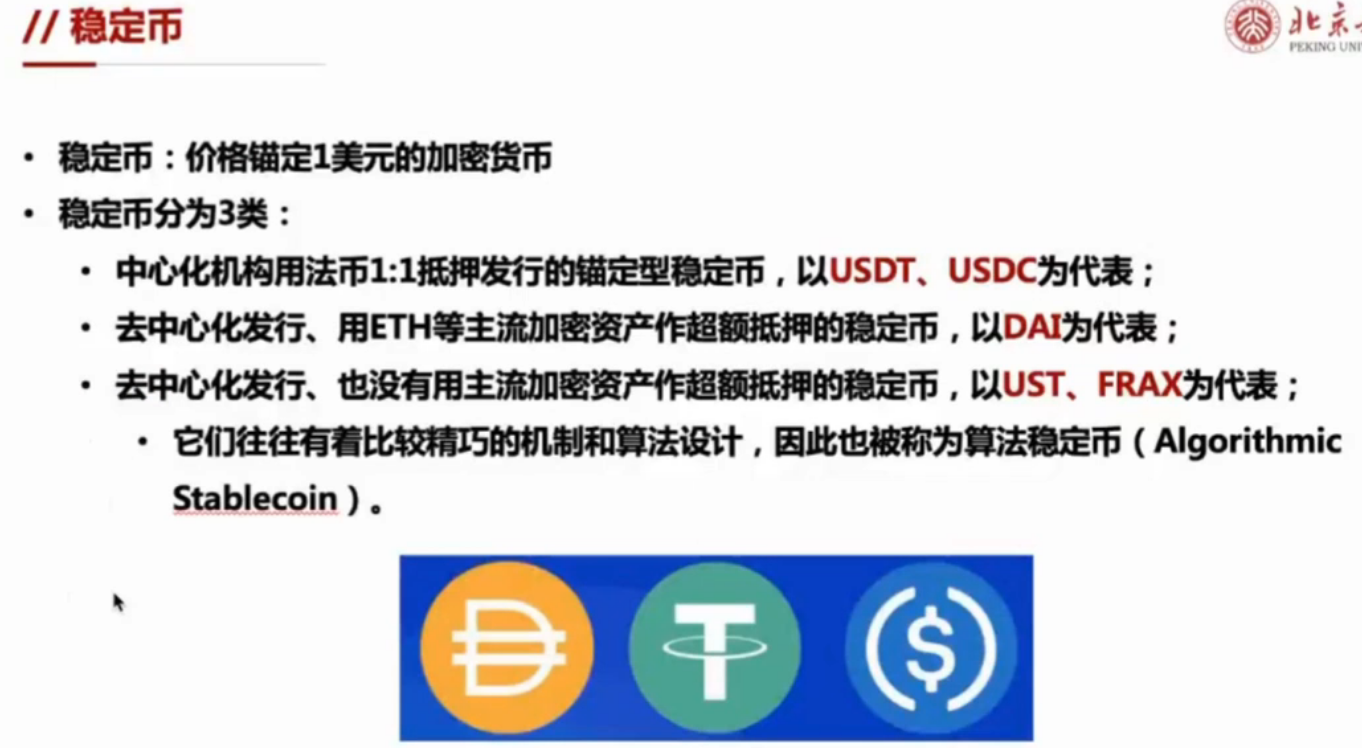 // 稳定币
PEKING UNI
• 稳定币：价格锚定1美元的加密货币
• 稳定币分为3类：
• 中心化机构用法币1:1抵押发行的锚定型稳定币，以USDT、USDC为代表；
• 去中心化发行、用ETH等主流加密资产作超额抵押的稳定币，以DAI为代表；
• 去中心化发行、也没有用主流加密资产作超额抵押的稳定币，以UST、FRAX为代表；
• 它们往往有着比较精巧的机制和算法设计，因此也被称为算法稳定币（Algorithmic
Stablecoin）。